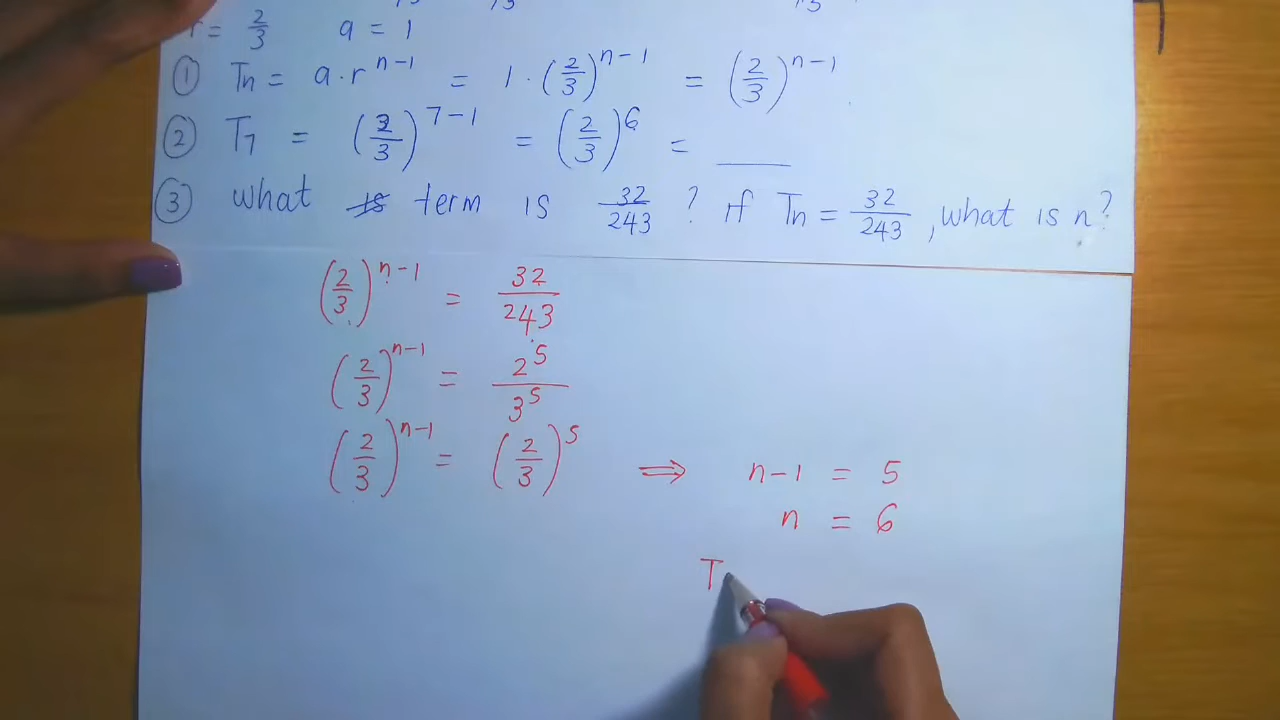 r = 2/3 a = 1
① Tn = a · r^(n-1) = 1 · (2/3)^(n-1) = (2/3)^(n-1)
② T7 = (2/3)^(7-1) = (2/3)^6 = ____
③ what term is 32/243 ? if Tn = 32/243 , what is n?
(2/3)^(n-1) = 32/243
(2/3)^(n-1) = 2^5/3^5
(2/3)^(n-1) = (2/3)^5 ⇒ n-1 = 5
n = 6
T